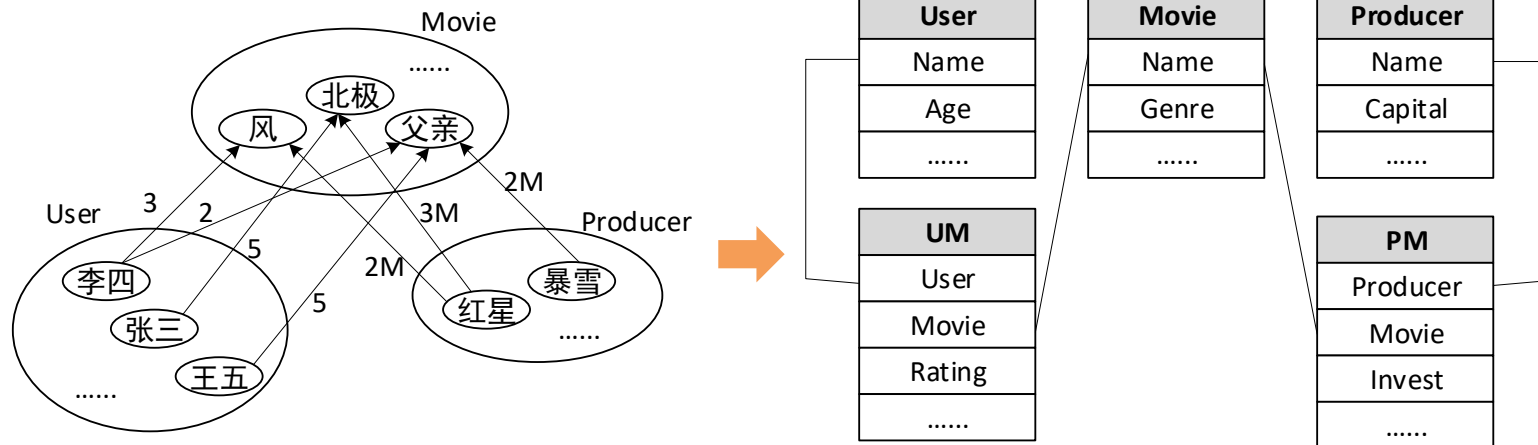 Movie
......
北极
风
父亲
User
3
2
5
5
2M
3M
2M
Producer
李四
张三
王五
......
红星
暴雪
......
User
Name
Age
......
Movie
Name
Genre
......
Producer
Name
Capital
......
UM
User
Movie
Rating
......
PM
Producer
Movie
Invest
......